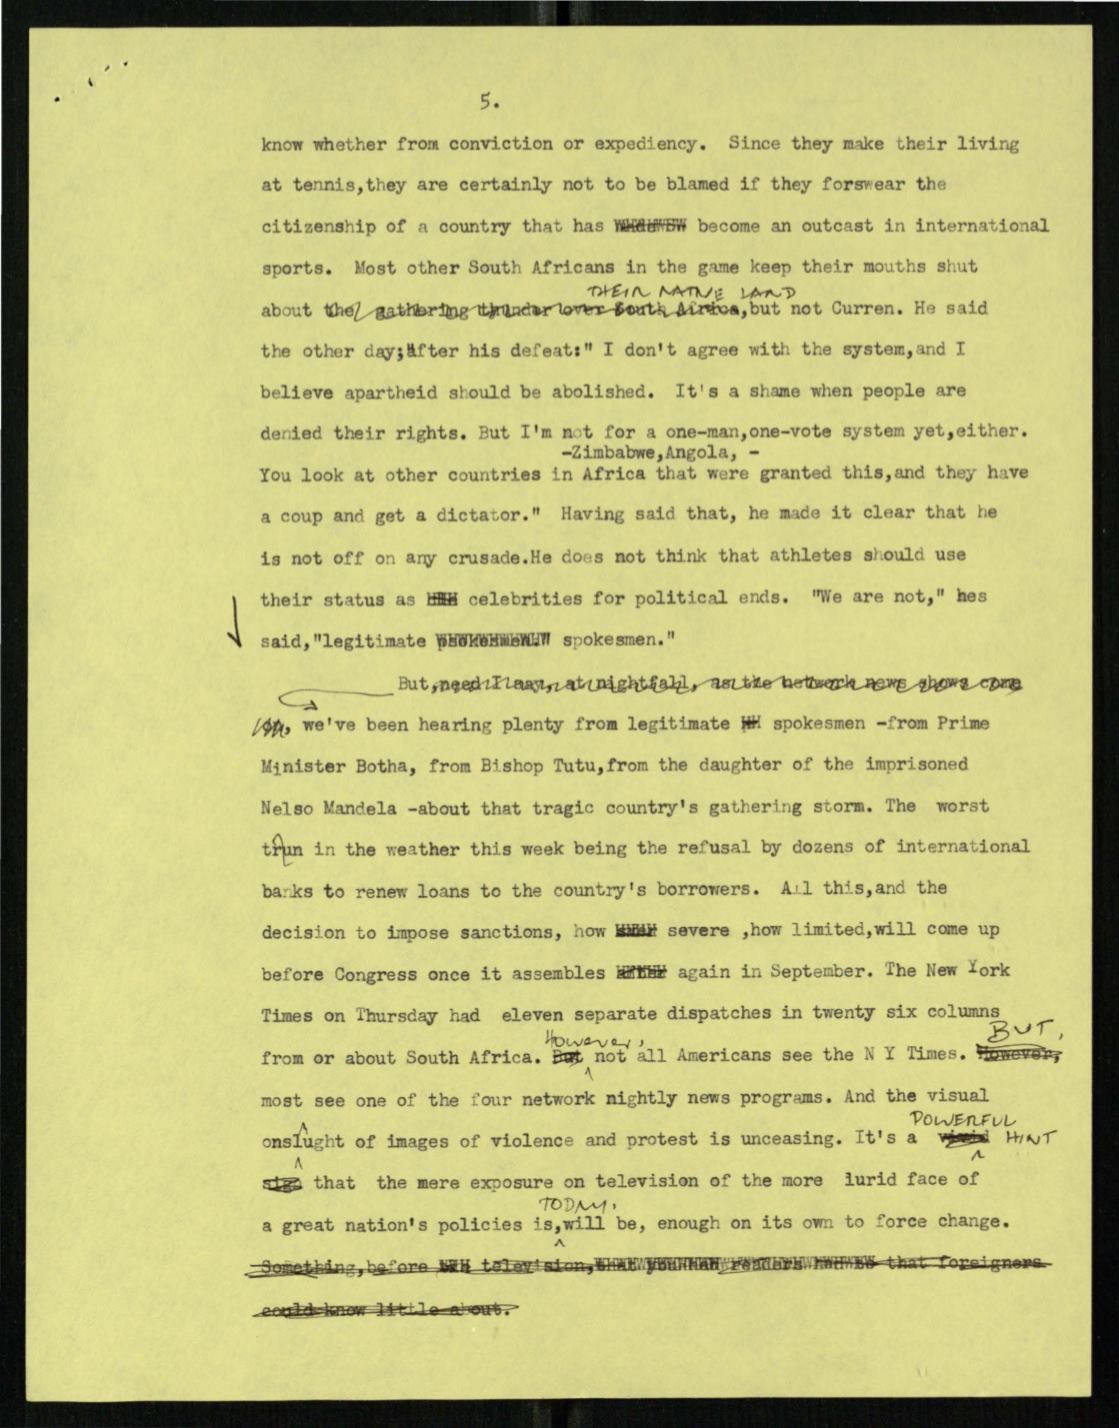 5.
know whether from conviction or expediency. Since they make their living
at tennis,they are certainly not to be blamed if they forswear the
citizenship of a country that has become an outcast in international
sports. Most other South Africans in the game keep their mouths shut
THEIR NATIVE LAND
about the gathering thunder over South Africa,but not Curren. He said
the other day;after his defeat:" I don't agree with the system,and I
believe apartheid should be abolished. It's a shame when people are
denied their rights. But I'm not for a one-man,one-vote system yet,either.
-Zimbabwe,Angola, -
You look at other countries in Africa that were granted this,and they have
a coup and get a dictator." Having said that, he made it clear that he
is not off on any crusade.He does not think that athletes should use
their status as celebrities for political ends. "We are not," hes
said,"legitimate spokesmen."
But,need I say, at nightfall, as the network news shows come
on, we've been hearing plenty from legitimate spokesmen -from Prime
Minister Botha, from Bishop Tutu,from the daughter of the imprisoned
Nelso Mandela -about that tragic country's gathering storm. The worst
trun in the weather this week being the refusal by dozens of international
banks to renew loans to the country's borrowers. All this,and the
decision to impose sanctions, how severe ,how limited,will come up
before Congress once it assembles after again in September. The New York
Times on Thursday had eleven separate dispatches in twenty six columns
However, BUT,
from or about South Africa. But not all Americans see the N Y Times. However,
most see one of the four network nightly news programs. And the visual
POWERFUL
onslught of images of violence and protest is unceasing. It's a vivid HINT
sign that the mere exposure on television of the more lurid face of
TODAY,
a great nation's policies is,will be, enough on its own to force change.
Something,before television, readers that foreigners
could know little about.